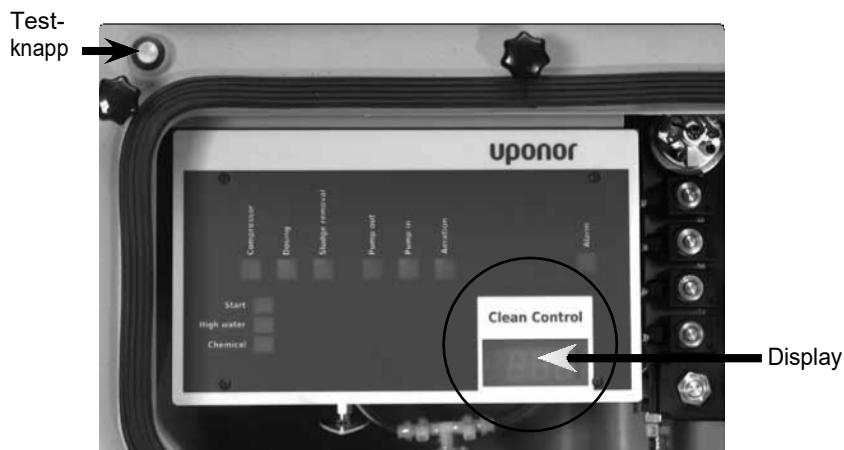 Test-
knapp
uponor
Compressor
Dosing
Sludge removal
Pump out
Pump in
Aeration
Alarm
Start
High water
Chemical
Clean Control
Display